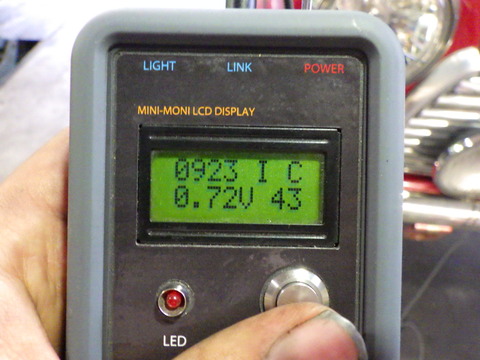 LIGHT LINK POWER
MINI-MONI LCD DISPLAY
0923 I C
0.72V 43
LED